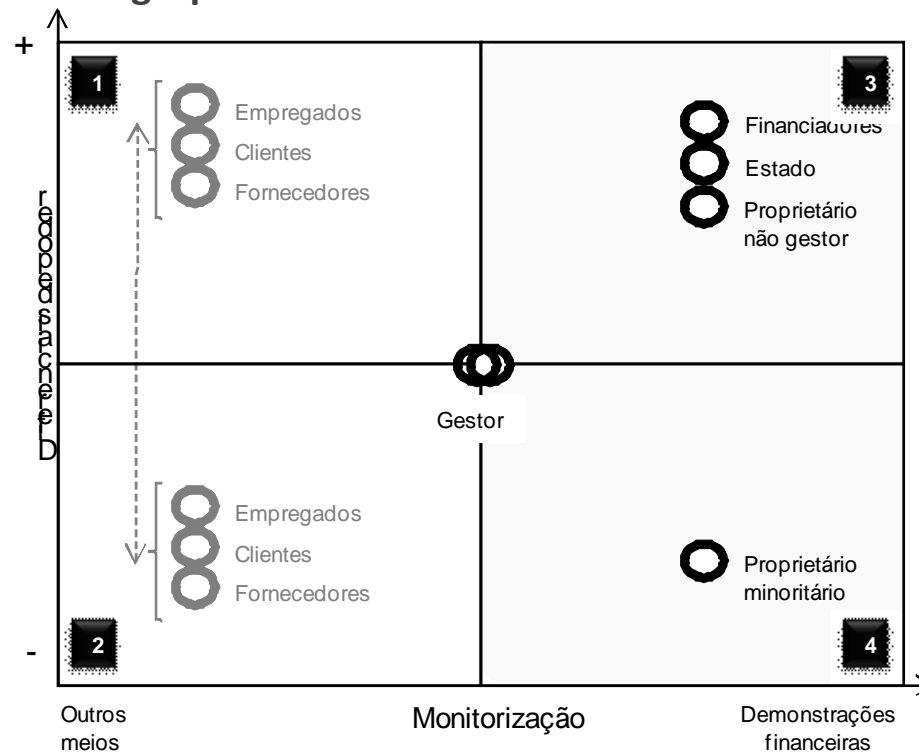 +
1
3
Empregados
Clientes
Fornecedores
Financiadores
Estado
Proprietário
não gestor
Gestor
Empregados
Clientes
Fornecedores
Proprietário
minoritário
2
4
-
Outros
meios
Monitorização
Demonstrações
financeiras